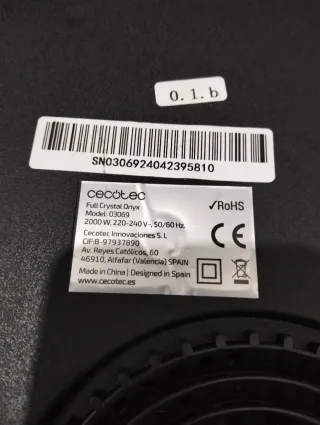 0.1.b
SN0306924042395810
cecotec
Full Crystal Onyx
Model: 03069
2000 W, 220-240 V~, 50/60 Hz.
Cecotec Innovaciones S. L
CIF:B-97937890
Av. Reyes Católicos, 60
46910, Alfafar (Valencia) SPAIN
Made in China | Designed in Spain
www.cecotec.es
✓RoHS
CE